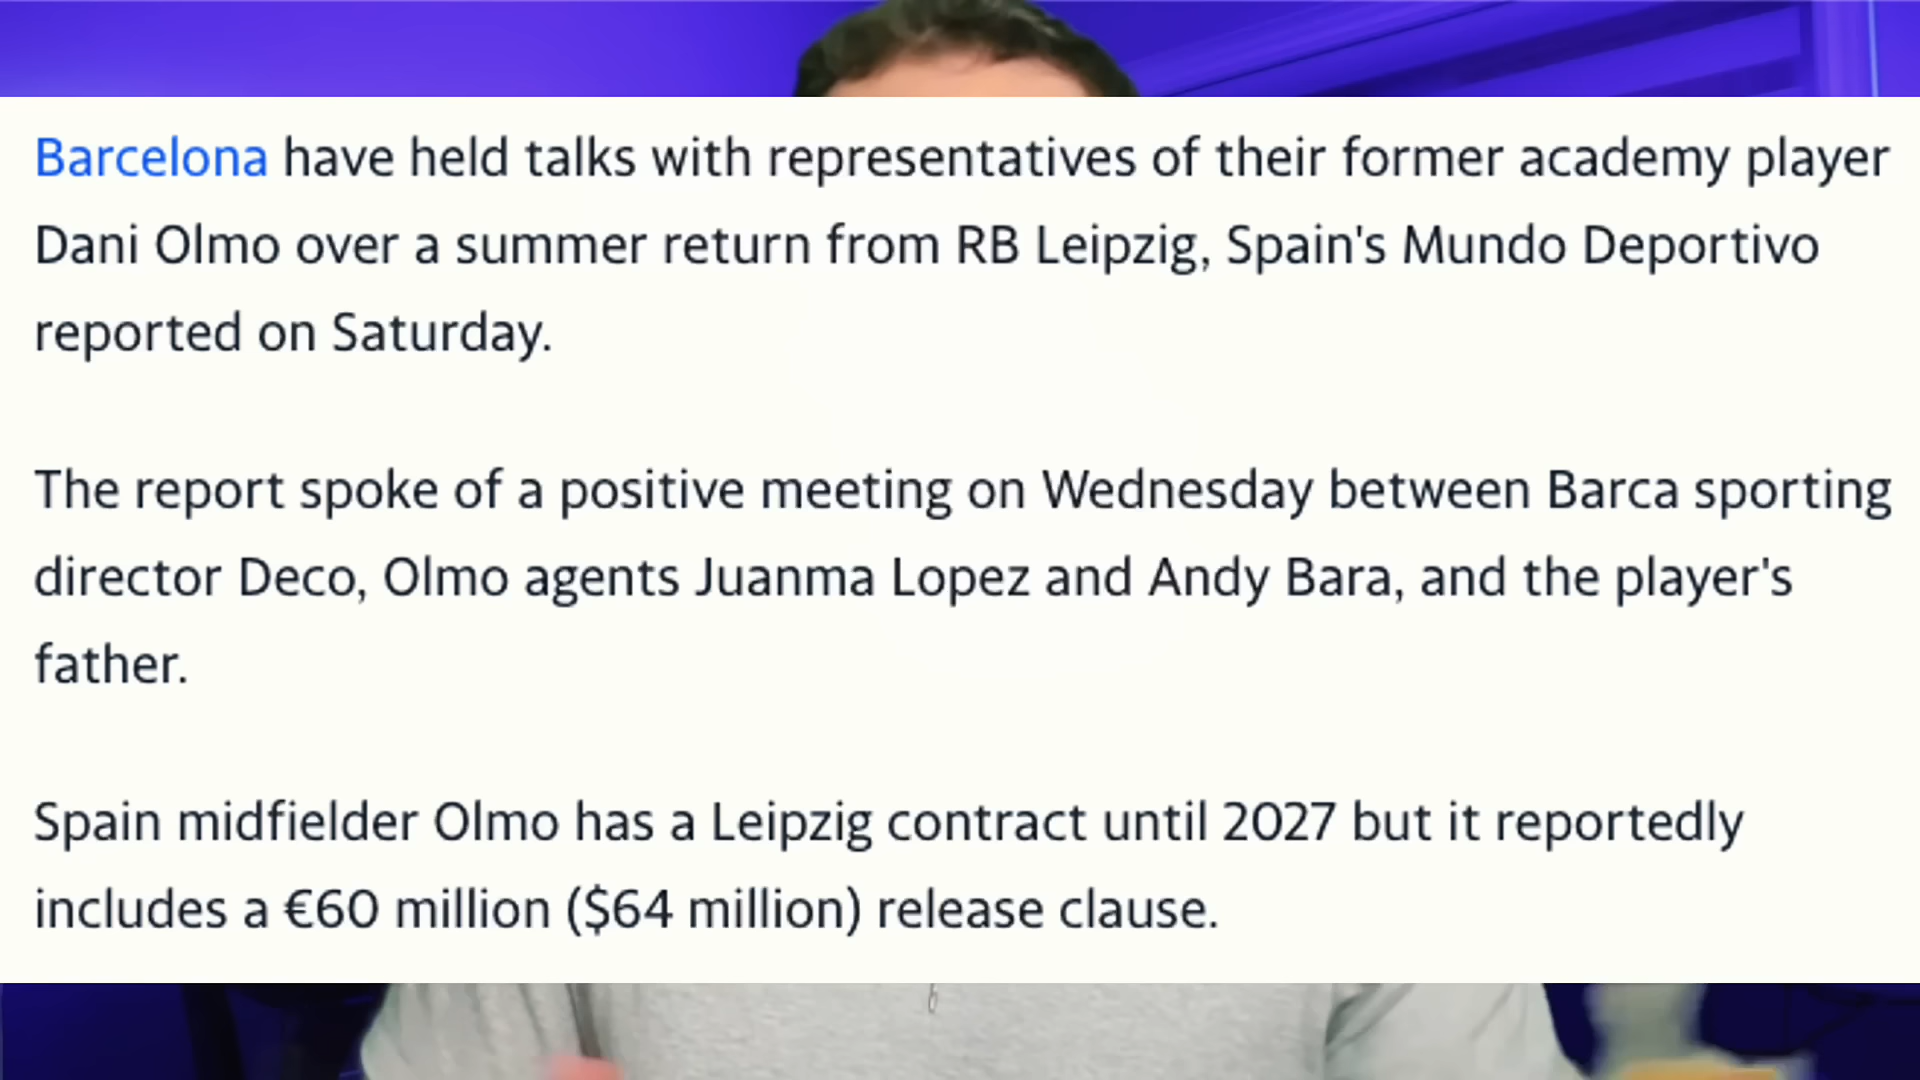 Barcelona have held talks with representatives of their former academy player
Dani Olmo over a summer return from RB Leipzig, Spain's Mundo Deportivo
reported on Saturday.
The report spoke of a positive meeting on Wednesday between Barca sporting
director Deco, Olmo agents Juanma Lopez and Andy Bara, and the player's
father.
Spain midfielder Olmo has a Leipzig contract until 2027 but it reportedly
includes a €60 million ($64 million) release clause.